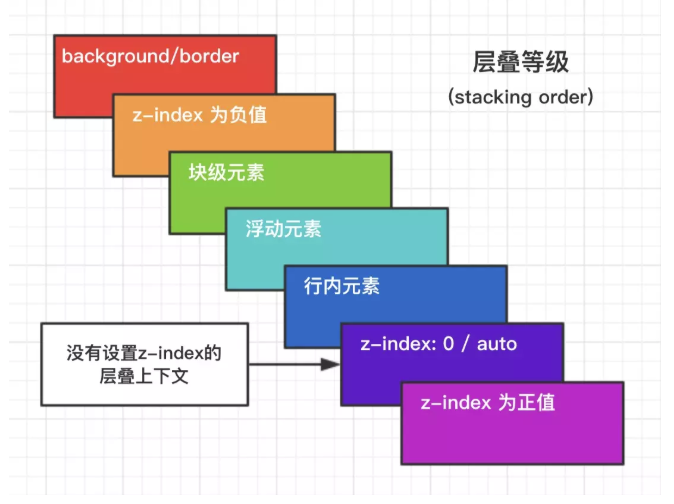 层叠等级
(stacking order)
background/border
z-index 为负值
块级元素
浮动元素
行内元素
没有设置z-index的
层叠上下文
z-index: 0 / auto
z-index 为正值